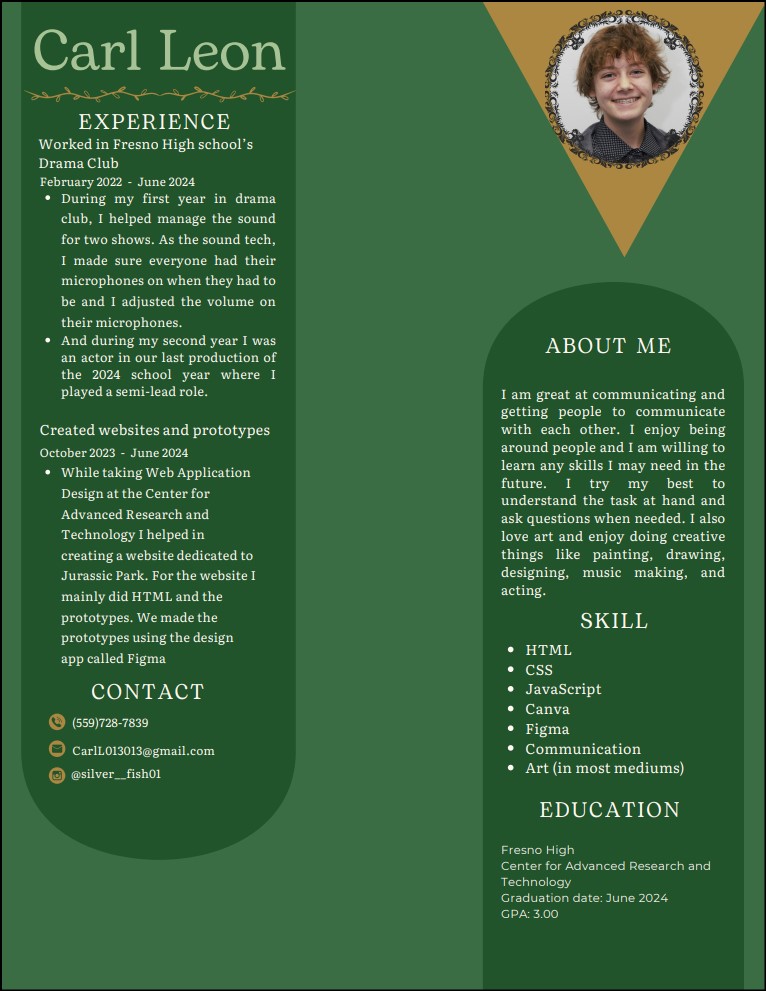 Carl Leon
EXPERIENCE
Worked in Fresno High school's
Drama Club
February 2022 - June 2024
• During my first year in drama
club, I helped manage the sound
for two shows. As the sound tech,
I made sure everyone had their
microphones on when they had to
be and I adjusted the volume on
their microphones.
• And during my second year I was
an actor in our last production of
the 2024 school year where I
played a semi-lead role.
Created websites and prototypes
October 2023 - June 2024
• While taking Web Application
Design at the Center for
Advanced Research and
Technology I helped in
creating a website dedicated to
Jurassic Park. For the website I
mainly did HTML and the
prototypes. We made the
prototypes using the design
app called Figma
CONTACT
(559)728-7839
CarlL013013@gmail.com
@silver__fish01
ABOUT ME
I am great at communicating and
getting people to communicate
with each other. I enjoy being
around people and I am willing to
learn any skills I may need in the
future. I try my best to
understand the task at hand and
ask questions when needed. I also
love art and enjoy doing creative
things like painting, drawing,
designing, music making, and
acting.
SKILL
• HTML
• CSS
• JavaScript
• Canva
• Figma
• Communication
• Art (in most mediums)
EDUCATION
Fresno High
Center for Advanced Research and
Technology
Graduation date: June 2024
GPA: 3.00